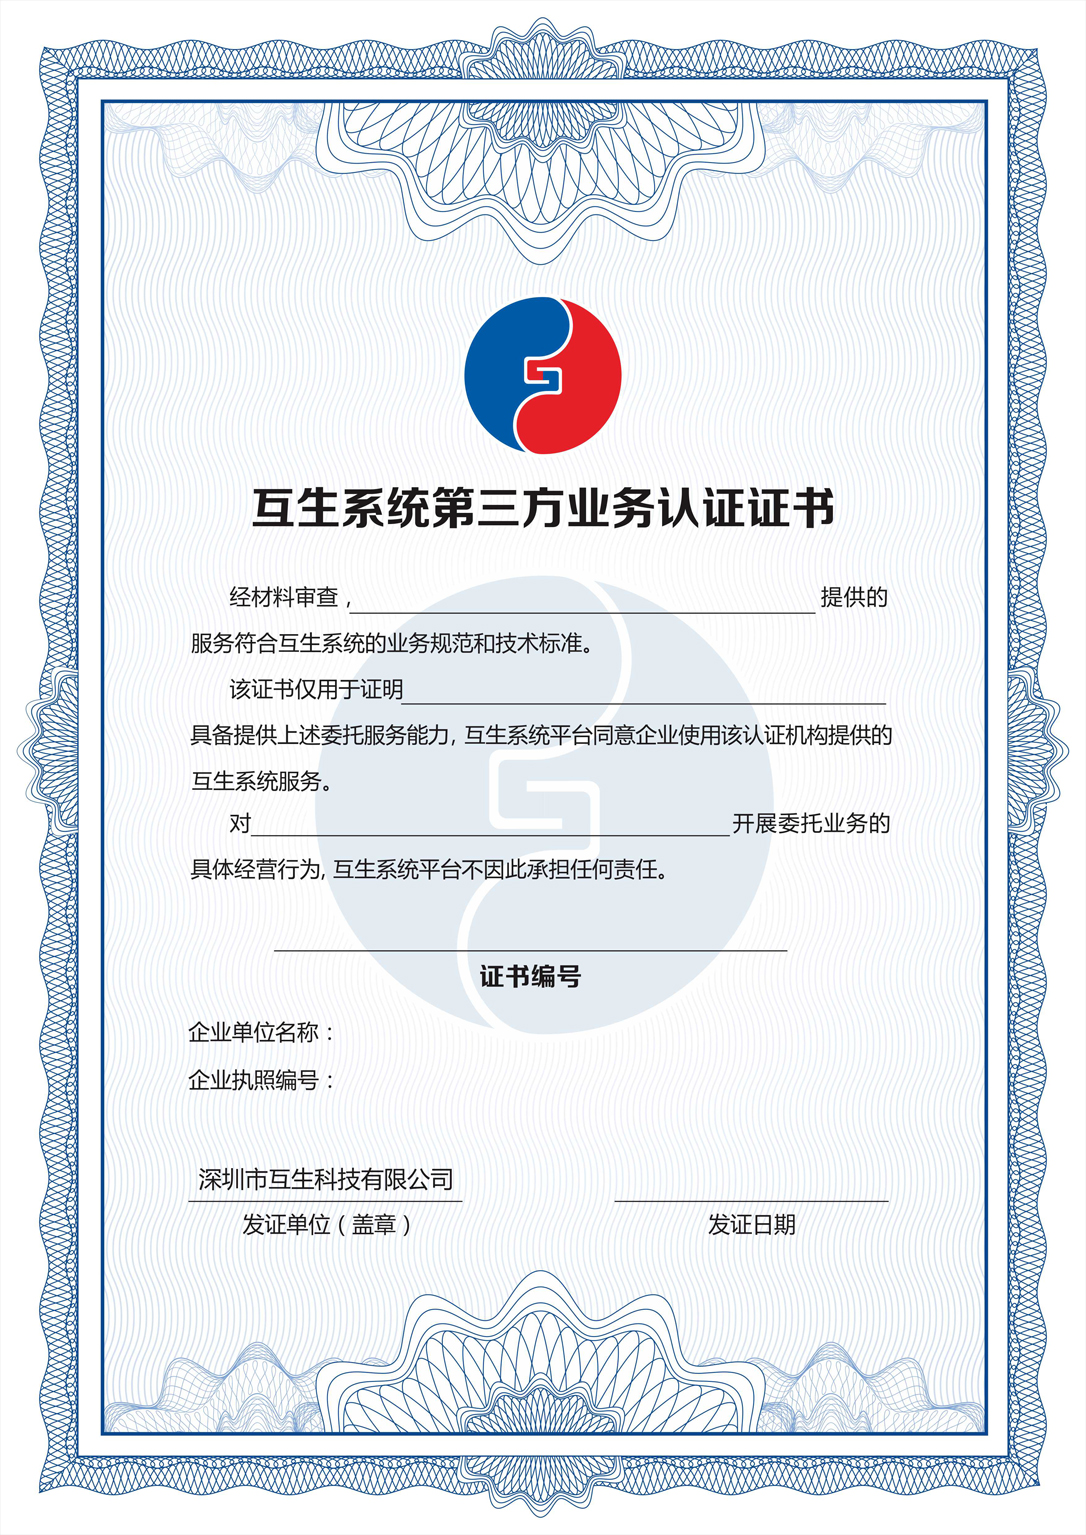 互生系统第三方业务认证证书
经材料审查，提供的
服务符合互生系统的业务规范和技术标准。
该证书仅用于证明
具备提供上述委托服务能力，互生系统平台同意企业使用该认证机构提供的
互生系统服务。
对开展委托业务的
具体经营行为，互生系统平台不因此承担任何责任。
证书编号
企业单位名称：
企业执照编号：
深圳市互生科技有限公司
发证单位（盖章） 发证日期